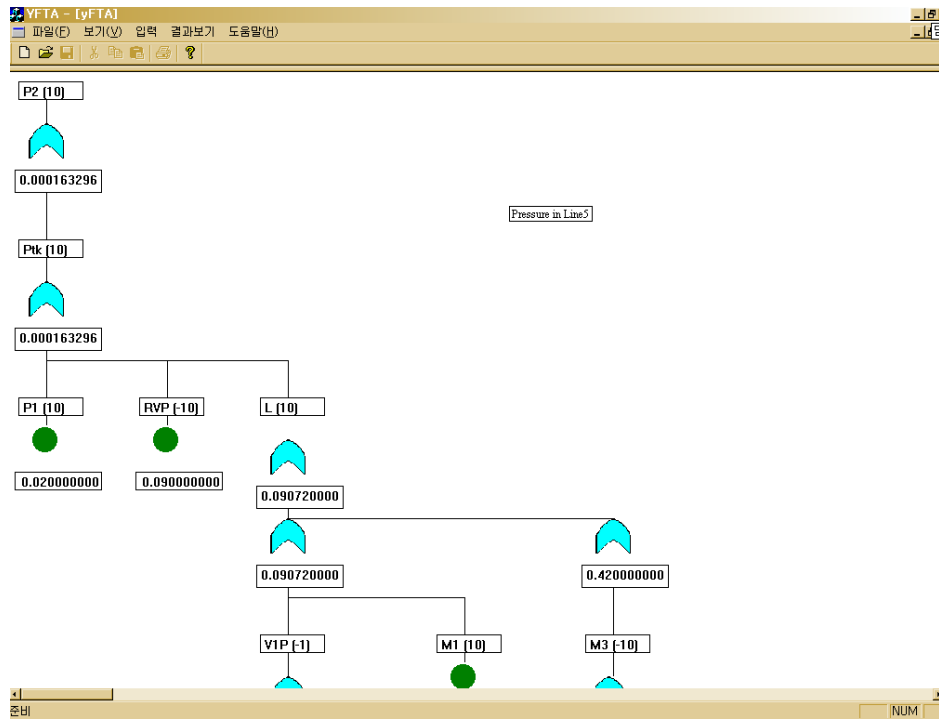 YFTA - [yFTA]
파일(F) 보기(V) 입력 결과보기 도움말(H)
P2 (10)
0.000163296
Pressure in Line5
Ptk (10)
0.000163296
P1 (10) RVP (-10) L (10)
0.020000000 0.090000000
0.090720000
0.090720000 0.420000000
V1P (-1) M1 (10) M3 (-10)
준비 NUM